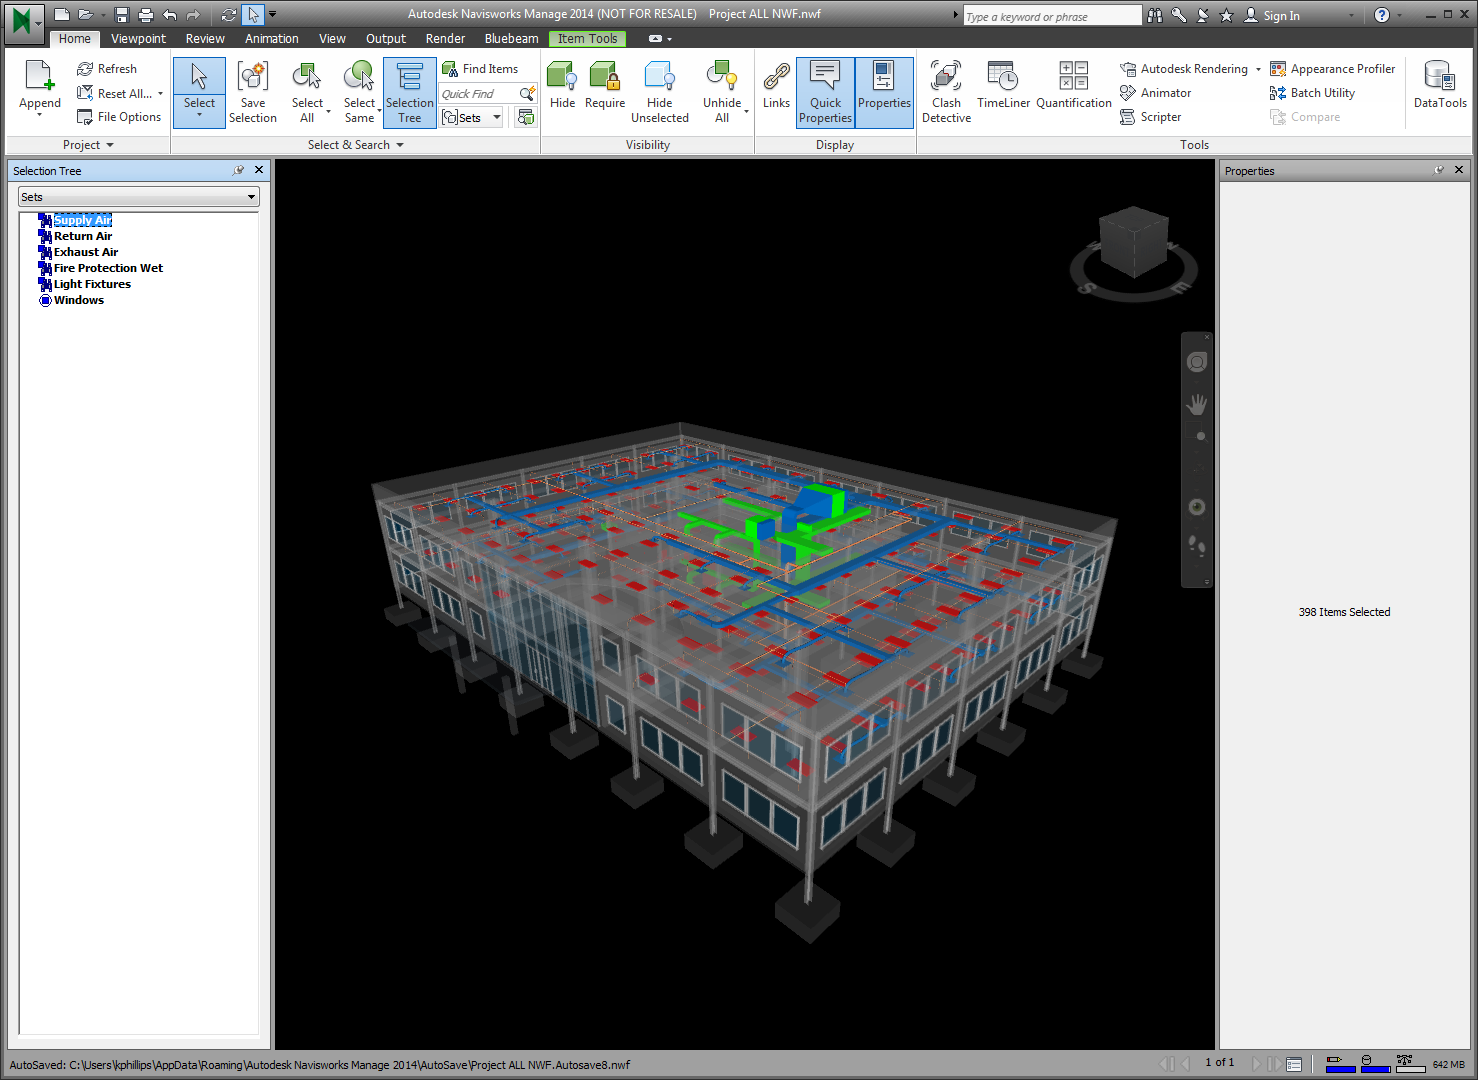 Autodesk Navisworks Manage 2014 (NOT FOR RESALE) Project ALL NWF.nwf
Type a keyword or phrase
Sign In
Home Viewpoint Review Animation View Output Render Bluebeam Item Tools
Append
Refresh
Reset All...
File Options
Project
Select
Save Selection
Select All
Select Same
Selection Tree
Find Items
Quick Find
Sets
Select & Search
Hide
Require
Hide Unselected
Unhide All
Visibility
Links
Quick Properties
Properties
Display
Clash Detective
TimeLiner
Quantification
Autodesk Rendering
Animator
Scripter
Appearance Profiler
Batch Utility
Compare
Tools
DataTools
Selection Tree
Sets
Supply Air
Return Air
Exhaust Air
Fire Protection Wet
Light Fixtures
Windows
S
E
Properties
398 Items Selected
AutoSaved: C:\Users\kphillips\AppData\Roaming\Autodesk Navisworks Manage 2014\AutoSave\Project ALL NWF.Autosave8.nwf
1 of 1
642 MB